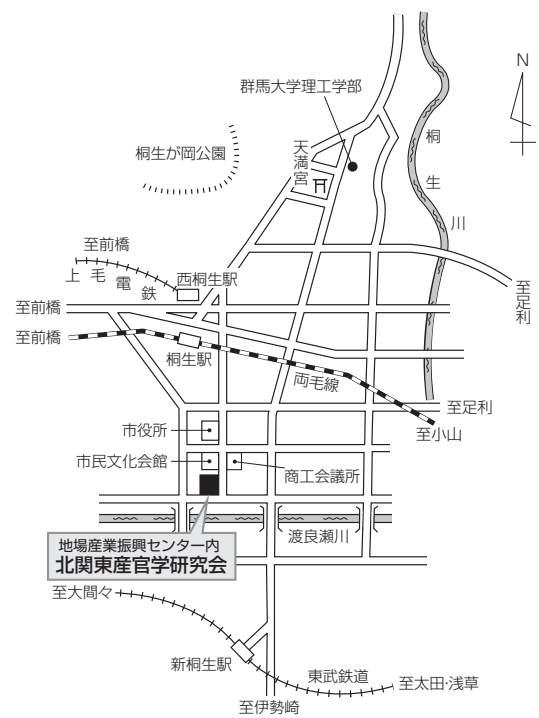 群馬大学理工学部
N
桐生が岡公園
天満宮
桐生川
至前橋
上毛電鉄
西桐生駅
至足利
至前橋
至前橋
桐生駅
両毛線
至足利
至小山
市役所
市民文化会館
商工会議所
渡良瀬川
地場産業振興センター内
北関東産官学研究会
至大間々
新桐生駅
東武鉄道
至太田・浅草
至伊勢崎